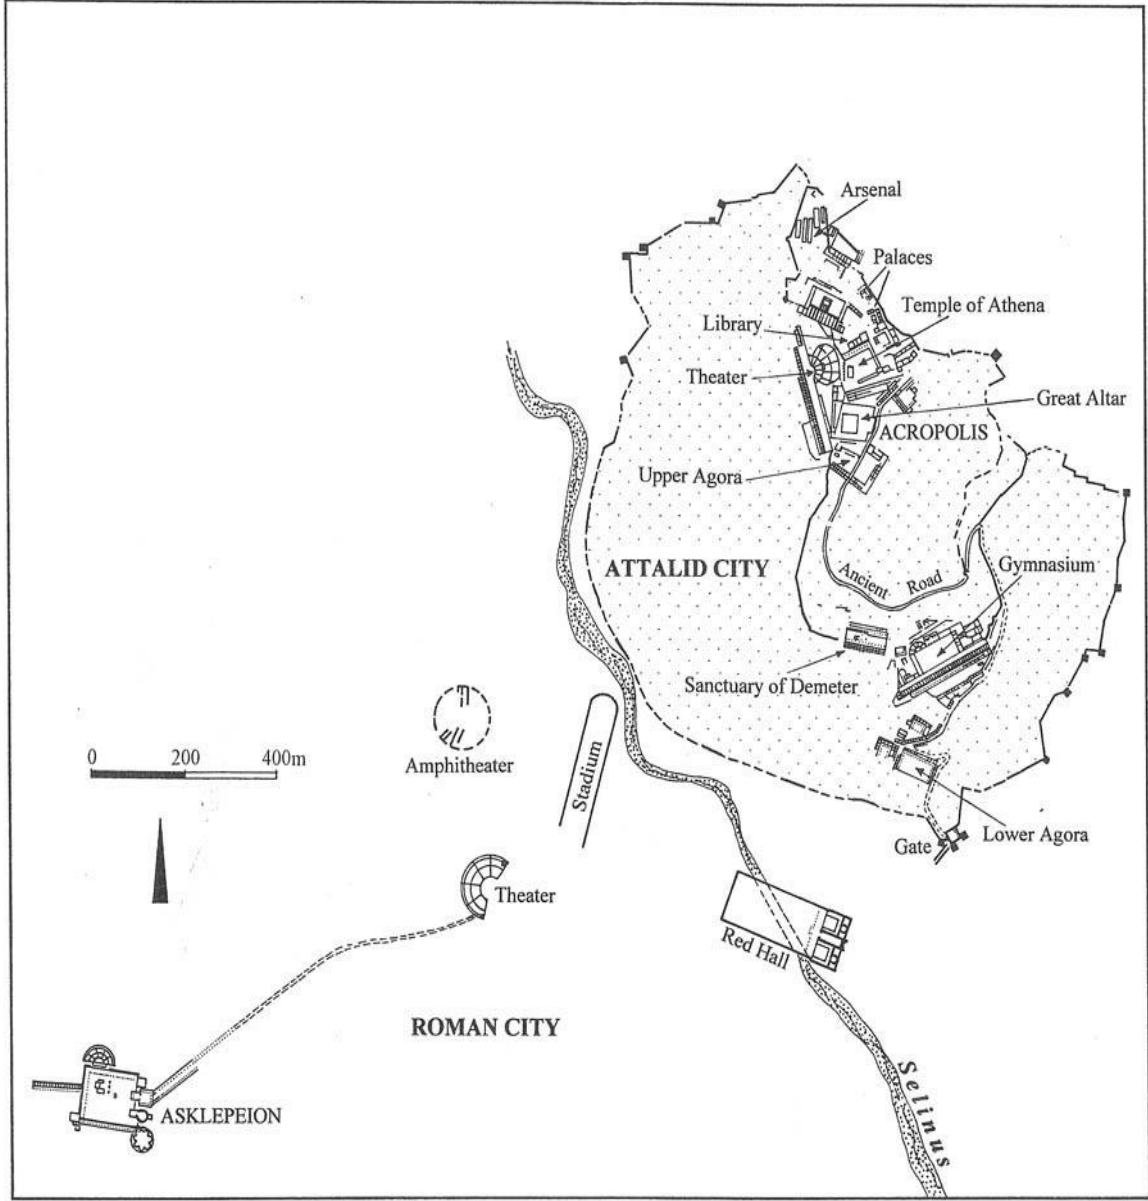 Arsenal
Palaces
Temple of Athena
Library
Theater
Great Altar
ACROPOLIS
Upper Agora
ATTALID CITY
Ancient Road
Gymnasium
Sanctuary of Demeter
Amphitheater
0 200 400m
Stadium
Lower Agora
Gate
Theater
Red Hall
ROMAN CITY
Selinus
ASKLEPEION